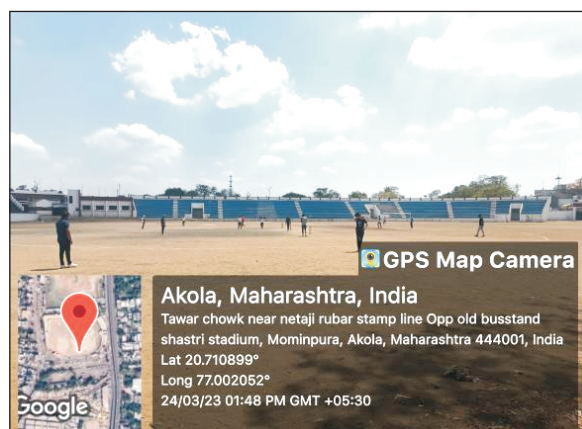 GPS Map Camera
Akola, Maharashtra, India
Tawar chowk near netaji rubar stamp line Opp old busstand
shastri stadium, Mominpura, Akola, Maharashtra 444001, India
Lat 20.710899°
Long 77.002052°
24/03/23 01:48 PM GMT +05:30
Google